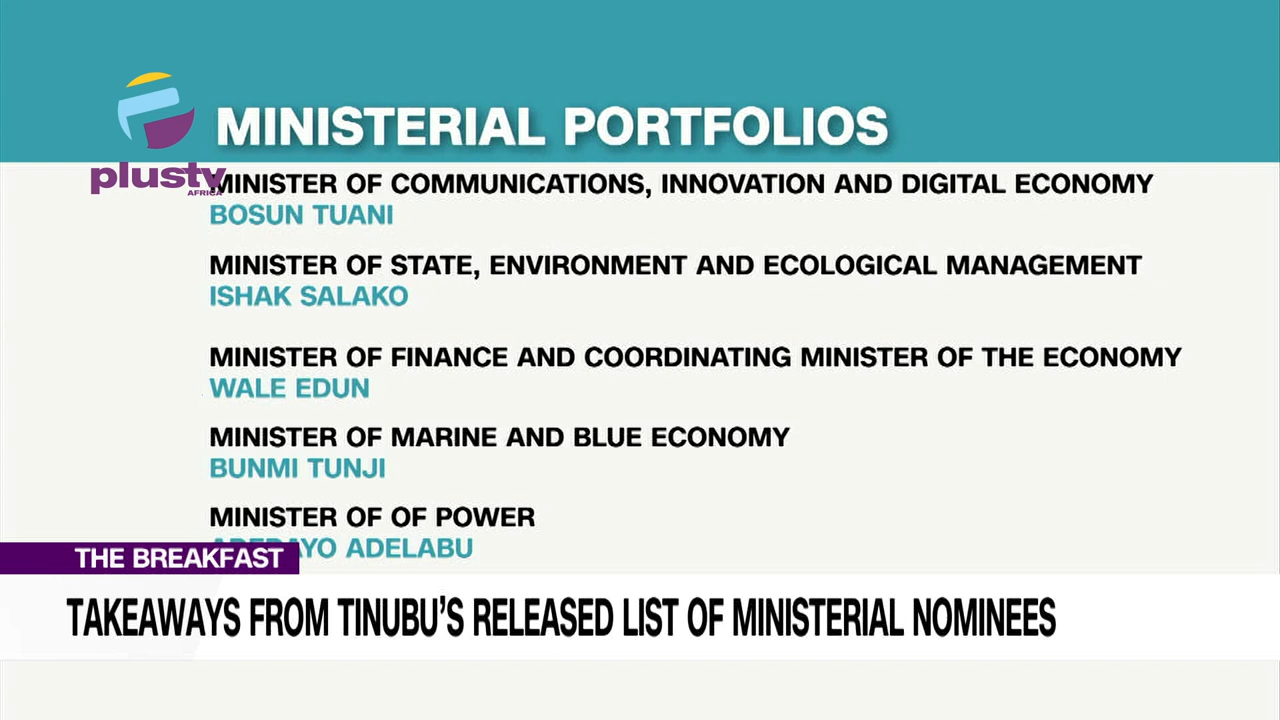 MINISTERIAL PORTFOLIOS
plustv
AFRICA
MINISTER OF COMMUNICATIONS, INNOVATION AND DIGITAL ECONOMY
BOSUN TUANI
MINISTER OF STATE, ENVIRONMENT AND ECOLOGICAL MANAGEMENT
ISHAK SALAKO
MINISTER OF FINANCE AND COORDINATING MINISTER OF THE ECONOMY
WALE EDUN
MINISTER OF MARINE AND BLUE ECONOMY
BUNMI TUNJI
MINISTER OF OF POWER
ADELABU
THE BREAKFAST
TAKEAWAYS FROM TINUBU'S RELEASED LIST OF MINISTERIAL NOMINEES